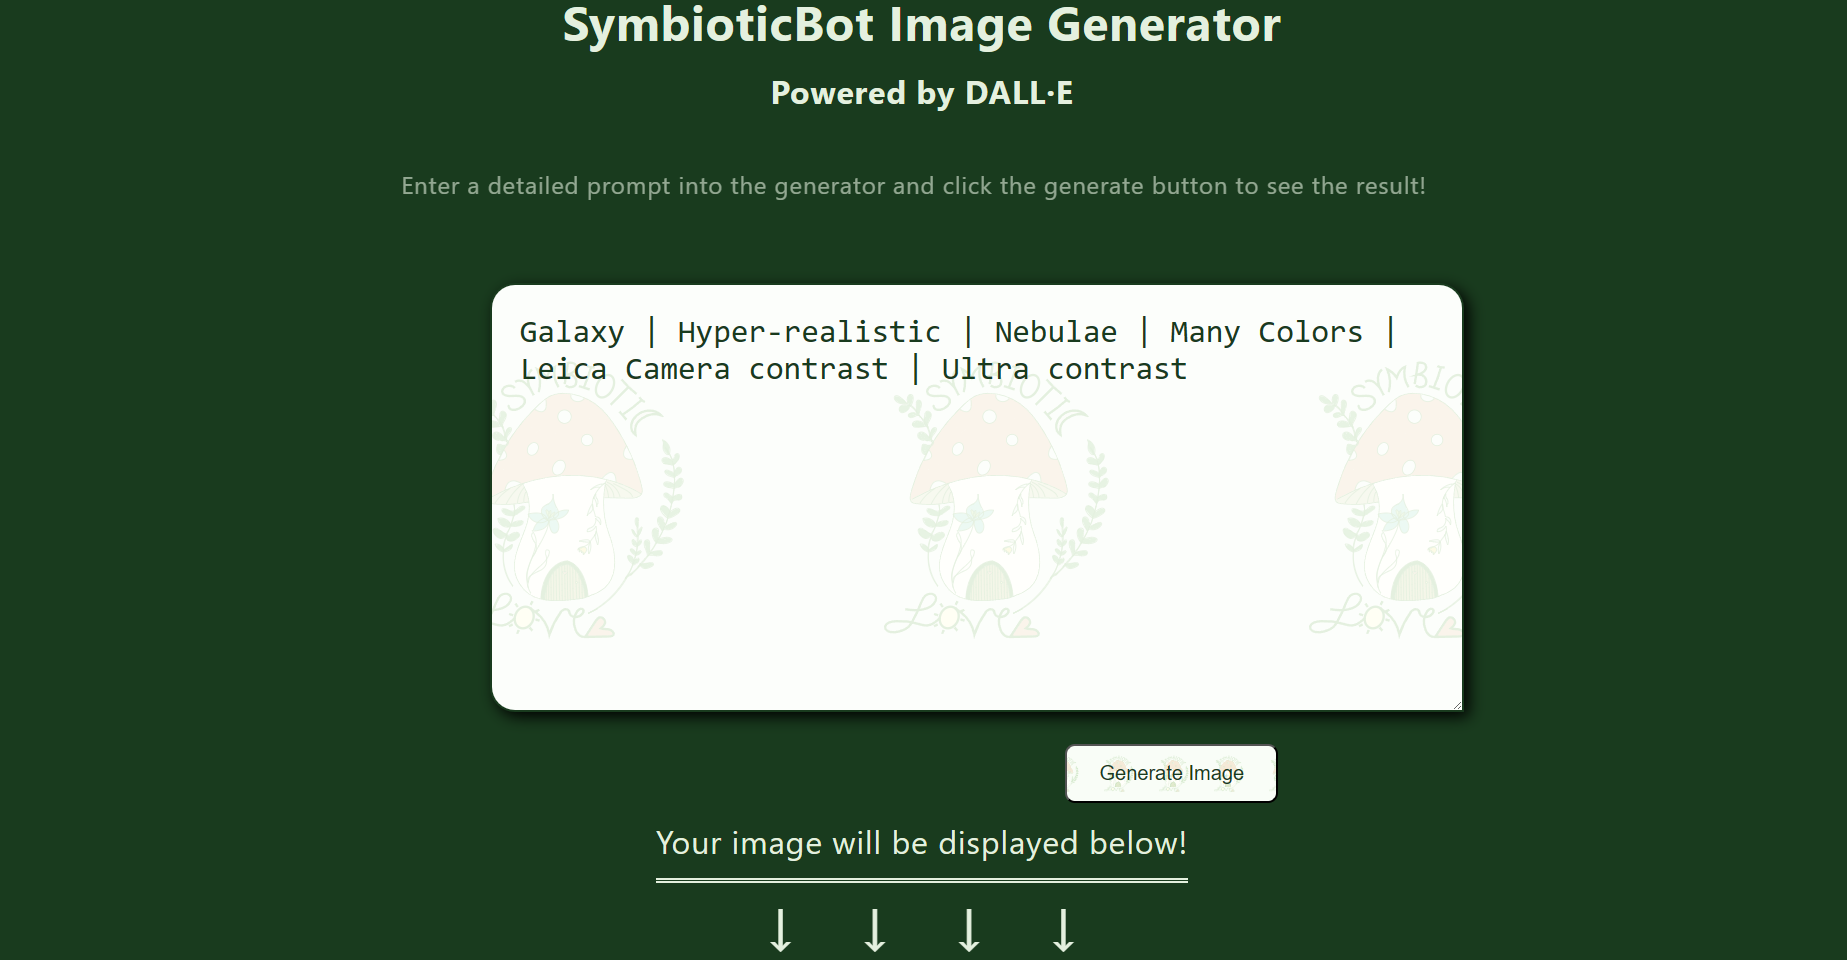 SymbioticBot Image Generator
Powered by DALL·E
Enter a detailed prompt into the generator and click the generate button to see the result!
Galaxy | Hyper-realistic | Nebulae | Many Colors |
Leica Camera contrast | Ultra contrast
SYMBIOTIC SYMBIOTIC SYMBIO
Love Love Lov
Generate Image
Your image will be displayed below!
↓ ↓ ↓ ↓